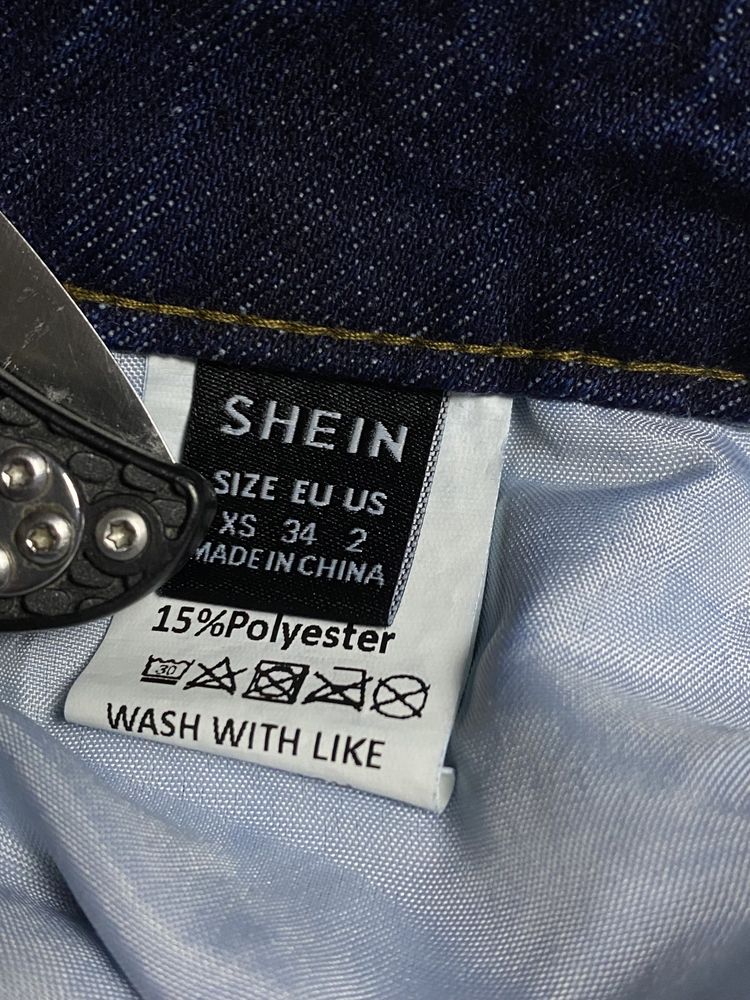 SHEIN
SIZE EU US
XS 34 2
MADE IN CHINA
15%Polyester
30
WASH WITH LIKE